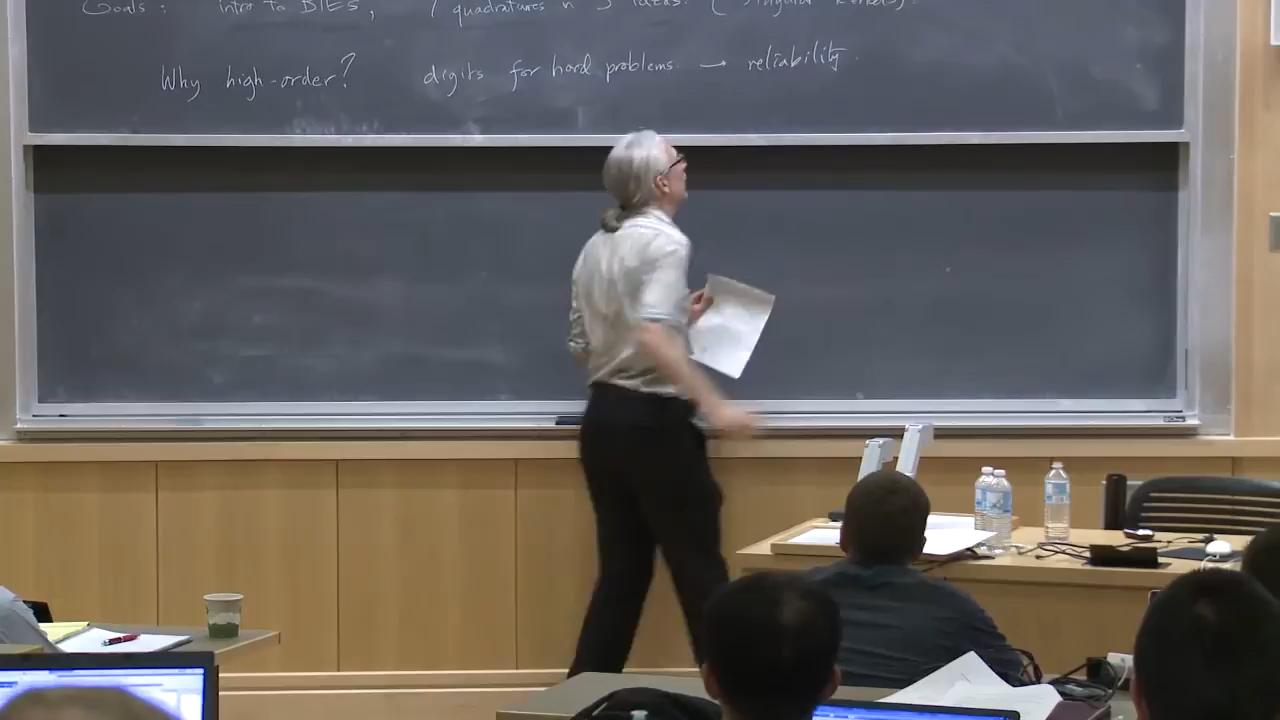 Goals: intro to BIEs, quadratures
Why high-order? digits for hard problems → reliability.